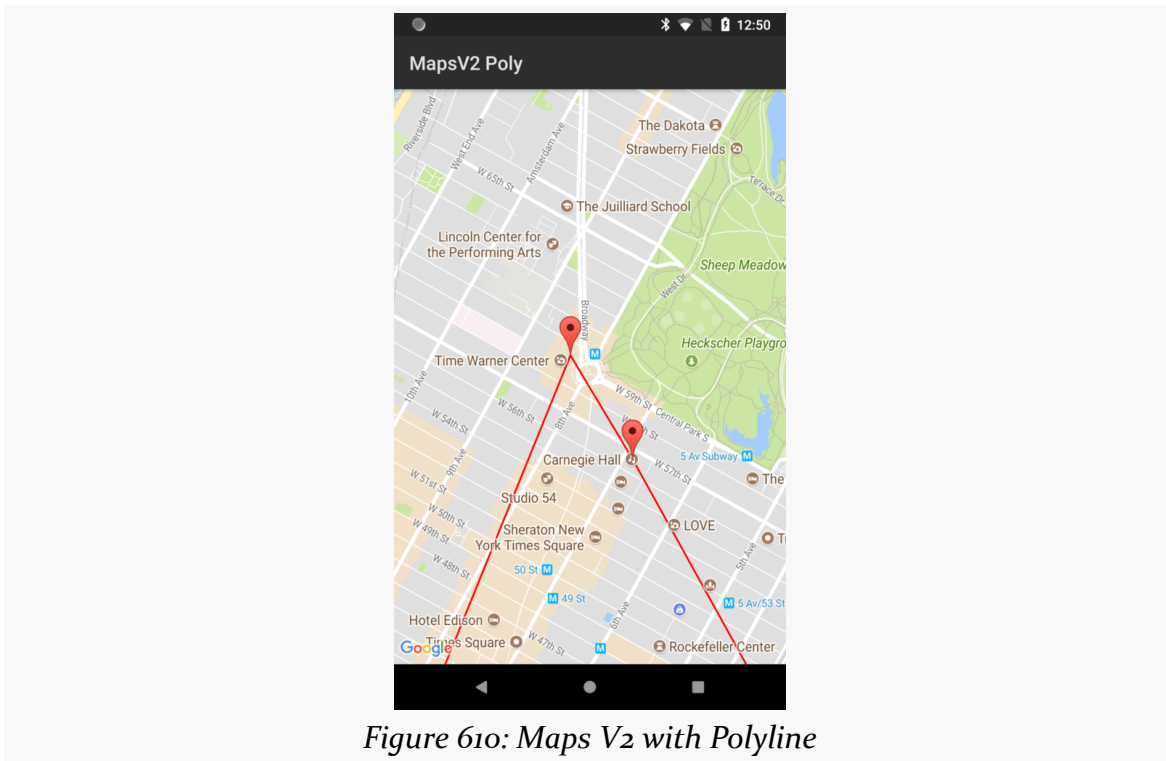 12:50
MapsV2 Poly
Riverside Blvd
West End Ave
Amsterdam Ave
The Dakota
Strawberry Fields
W 65th St
Terrace Dr
The Juilliard School
Lincoln Center for
the Performing Arts
Sheep Meadow
West Dr
Broadway
Heckscher Playgro
M
Time Warner Center
10th Ave
W 59th St
Central Park S
W 56th St
8th Ave
W 54th St
h St
Carnegie Hall
5 Av Subway M
W 57th St
9th Ave
The
W 51st St
Studio 54
W 50th St
LOVE
W 49th St
Sheraton New
York Times Square
T
5th Ave
W 48th St
50 St M
M 49 St
M 5 Av/53 St
6th Ave
Hotel Edison
Times Square
Google
W 47th St
M
Rockefeller Center
Figure 610: Maps V2 with Polyline